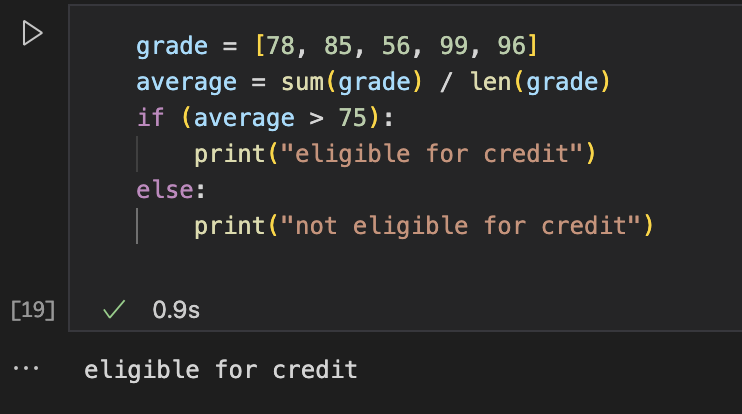 grade = [78, 85, 56, 99, 96]
average = sum(grade) / len(grade)
if (average > 75):
    print("eligible for credit")
else:
    print("not eligible for credit")
[19]
0.9s
... eligible for credit